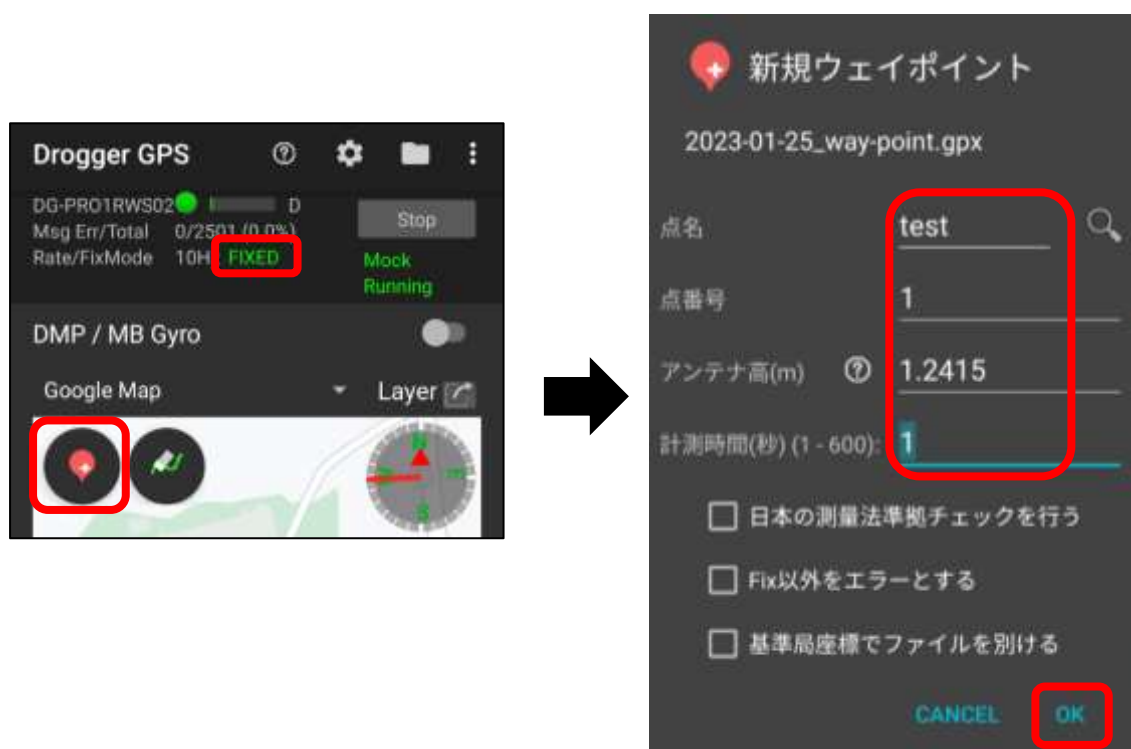 Drogger GPS
DG-PRO1RWS02 D
Msg Err/Total 0/2501 (0.0%)
Rate/FixMode 10H FIXED
Stop
Mock
Running
DMP / MB Gyro
Google Map
Layer
N
S
新規ウェイポイント
2023-01-25_way-point.gpx
点名 test
点番号 1
アンテナ高(m) 1.2415
計測時間(秒) (1 - 600): 1
日本の測量法準拠チェックを行う
Fix以外をエラーとする
基準局座標でファイルを別ける
CANCEL OK